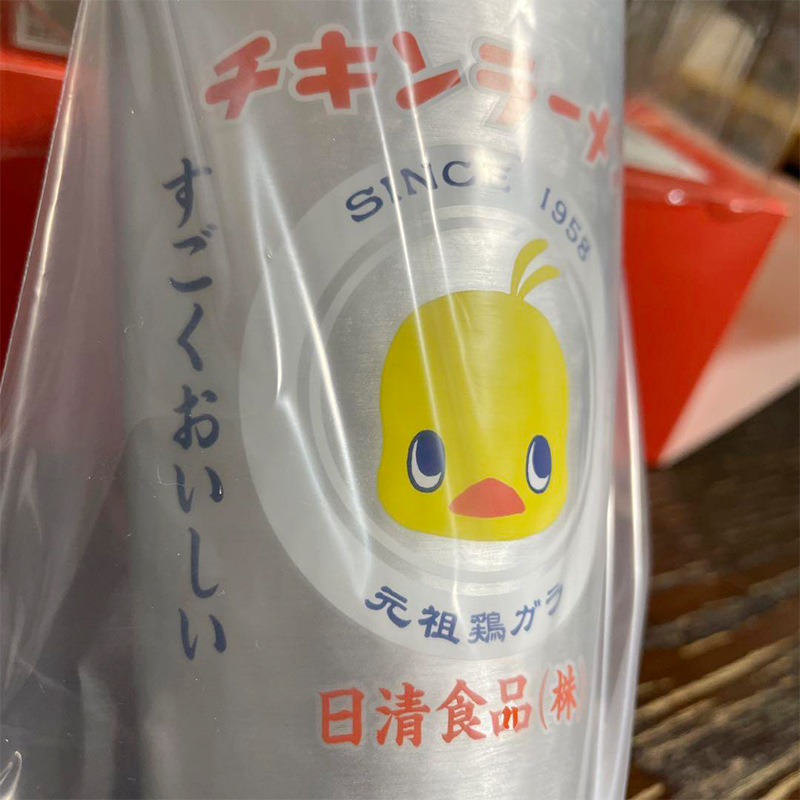 チキンラーメ
SINCE 1958
すごくおいしい
元祖鶏ガラ
日清食品(株